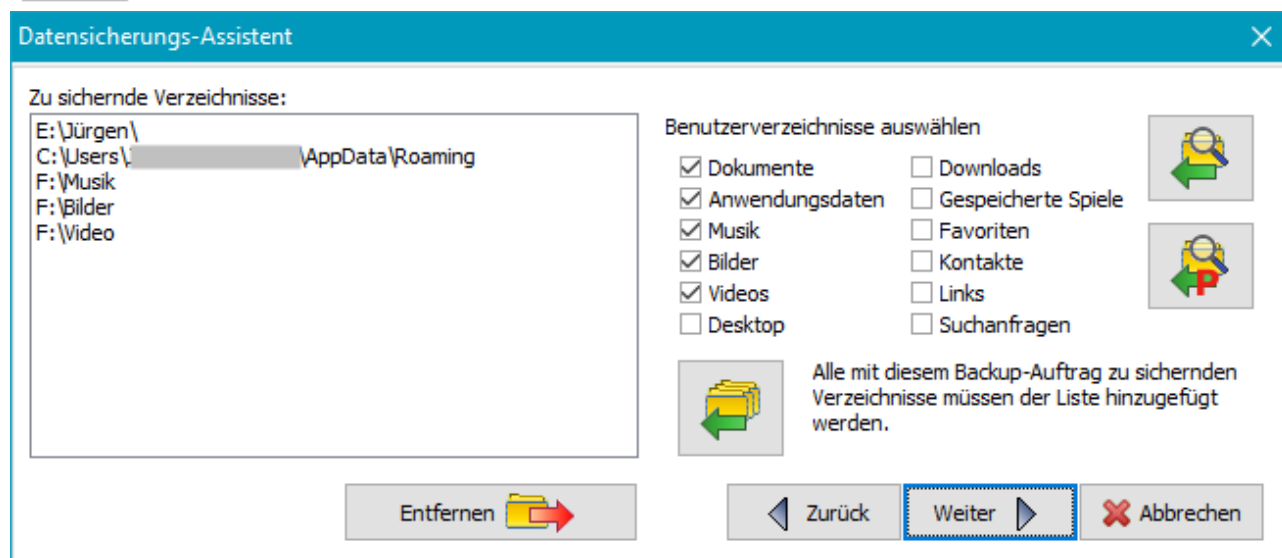 Datensicherungs-Assistent
Zu sichernde Verzeichnisse:
E:\Jürgen\
C:\Users\ \AppData\Roaming
F:\Musik
F:\Bilder
F:\Video
Benutzerverzeichnisse auswählen
Dokumente
Anwendungsdaten
Musik
Bilder
Videos
Desktop
Downloads
Gespeicherte Spiele
Favoriten
Kontakte
Links
Suchanfragen
P
Alle mit diesem Backup-Auftrag zu sichernden
Verzeichnisse müssen der Liste hinzugefügt
werden.
Entfernen
Zurück
Weiter
Abbrechen